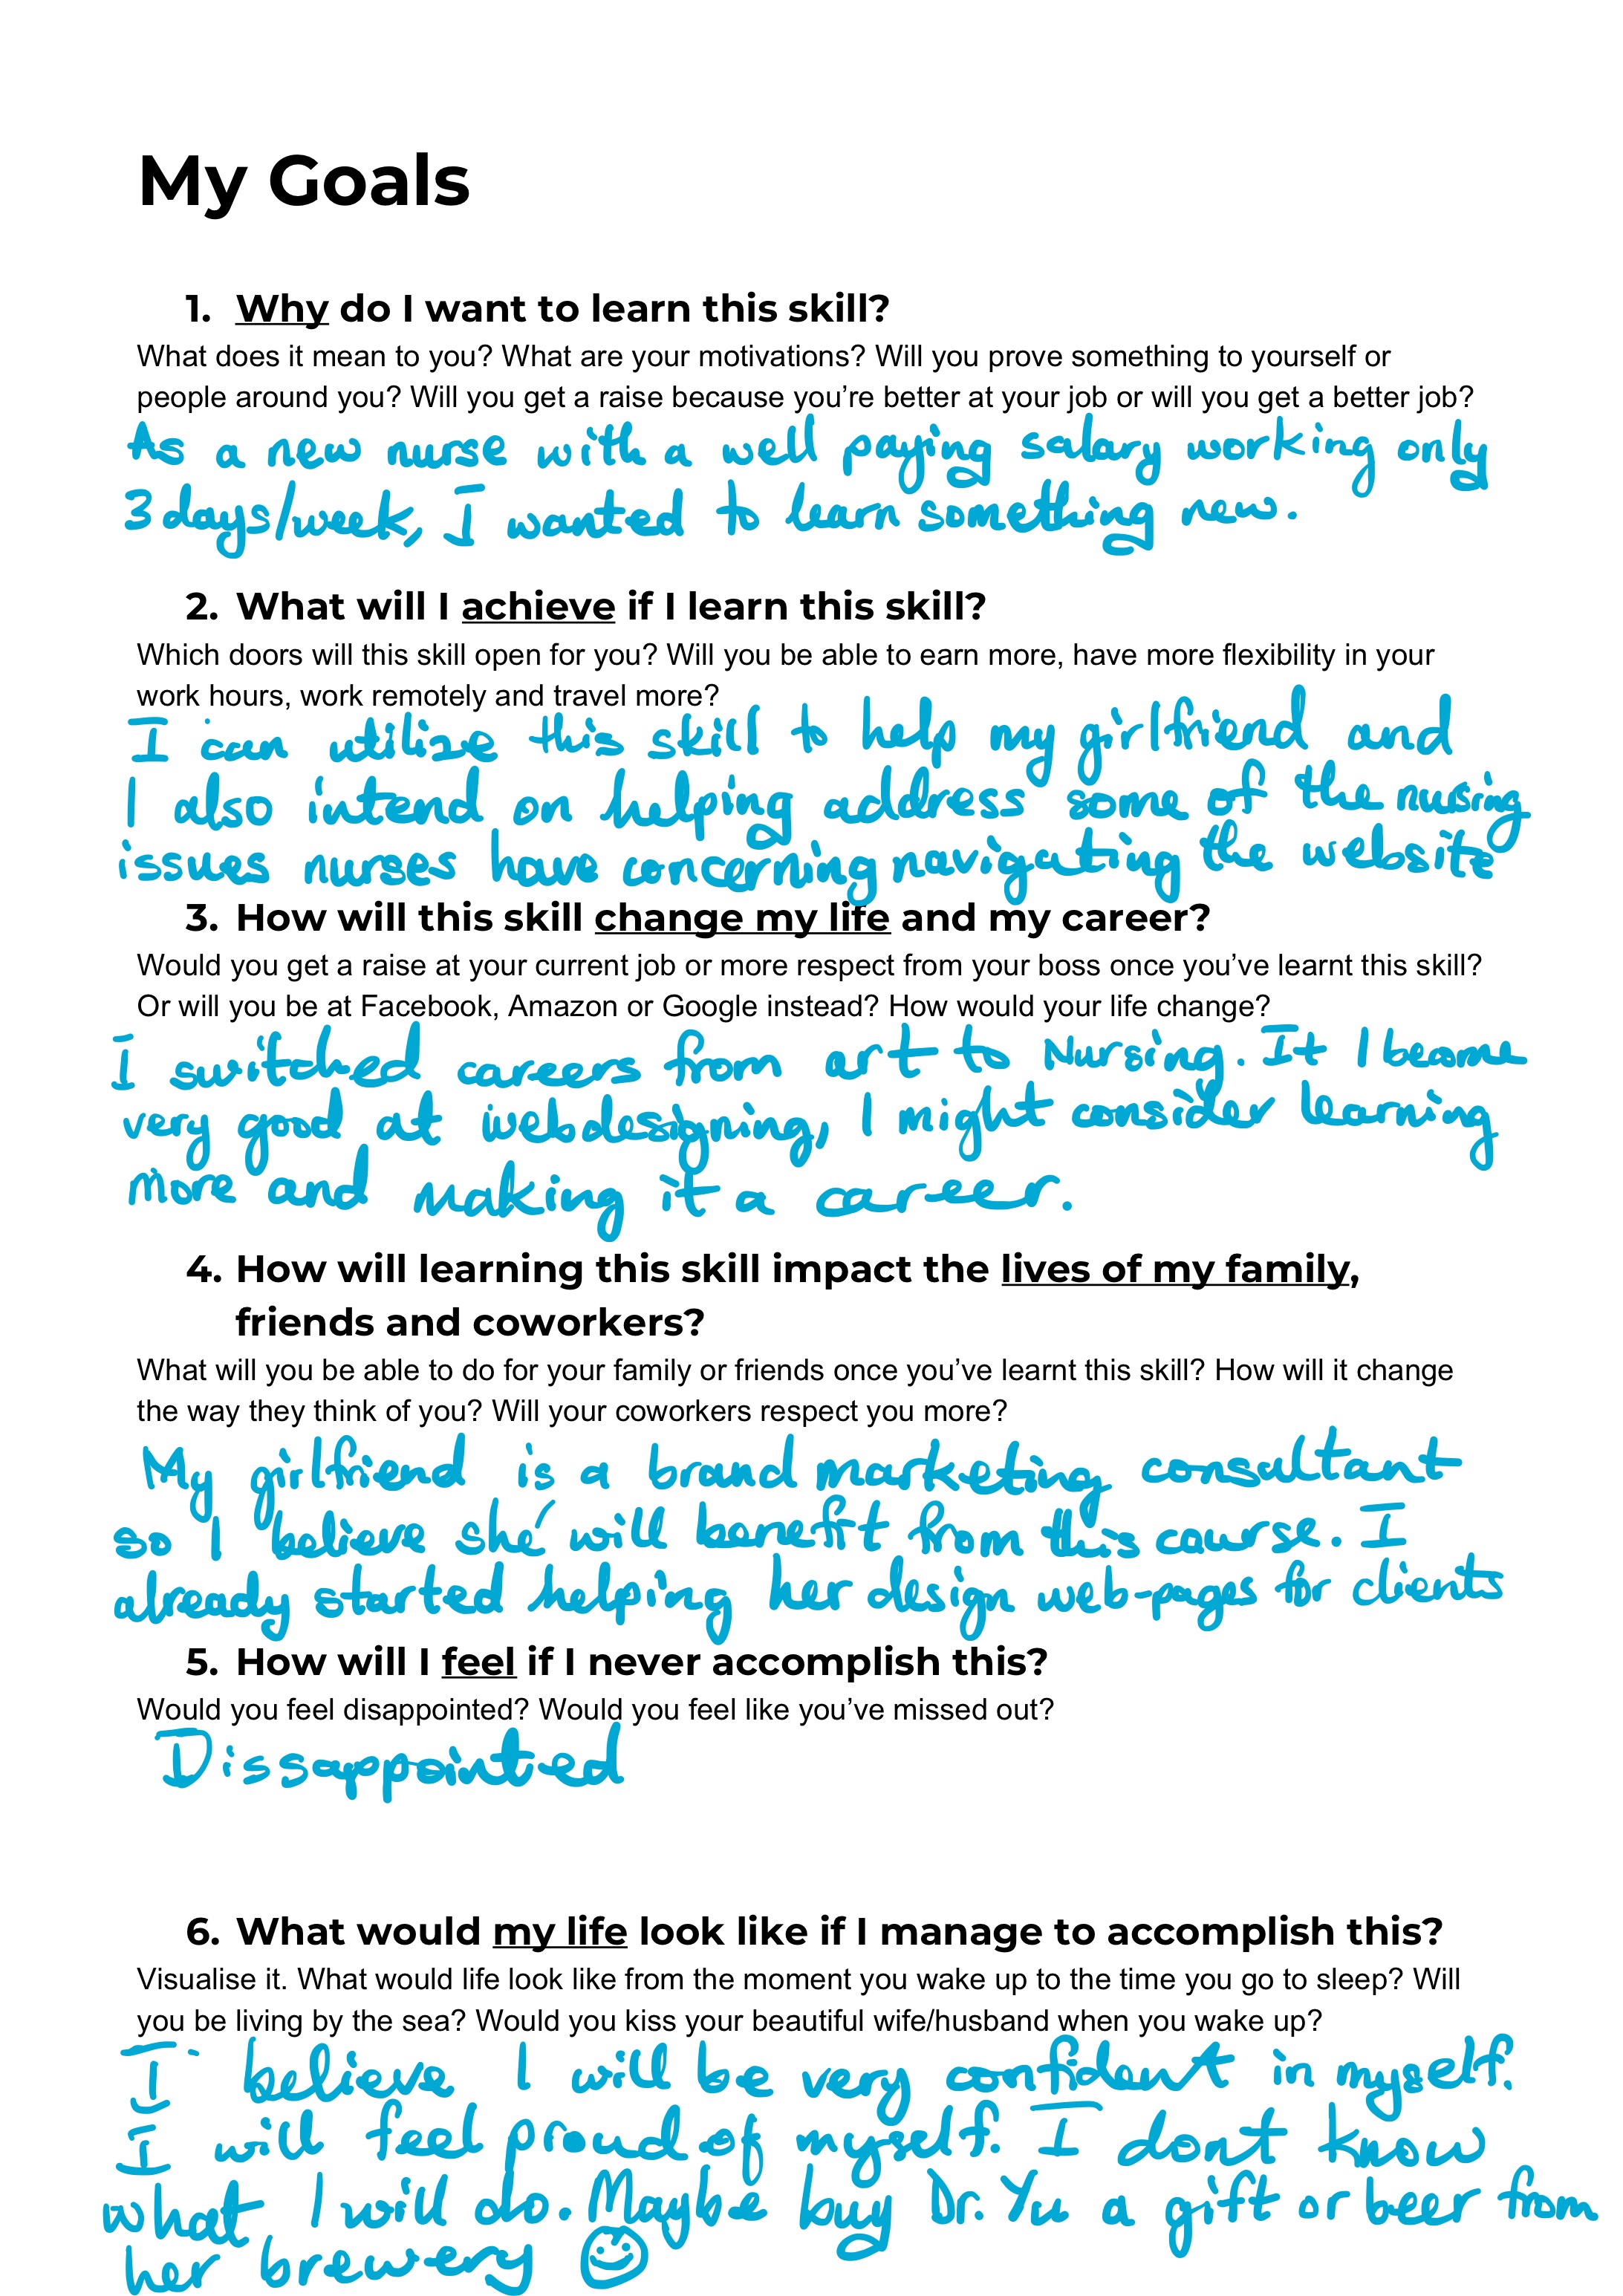 My Goals
1. Why do I want to learn this skill?
What does it mean to you? What are your motivations? Will you prove something to yourself or
people around you? Will you get a raise because you’re better at your job or will you get a better job?
As a new nurse with a well paying salary working only
3 days/week, I wanted to learn something new.
2. What will I achieve if I learn this skill?
Which doors will this skill open for you? Will you be able to earn more, have more flexibility in your
work hours, work remotely and travel more?
I can utilize this skill to help my girlfriend and
I also intend on helping address some of the nursing
issues nurses have concerning navigating the website
3. How will this skill change my life and my career?
Would you get a raise at your current job or more respect from your boss once you’ve learnt this skill?
Or will you be at Facebook, Amazon or Google instead? How would your life change?
I switched careers from art to Nursing. It I become
very good at webdesigning, I might consider learning
more and making it a career.
4. How will learning this skill impact the lives of my family,
friends and coworkers?
What will you be able to do for your family or friends once you’ve learnt this skill? How will it change
the way they think of you? Will your coworkers respect you more?
My girlfriend is a brand marketing consultant
so I believe she will benefit from this course. I
already started helping her design web-pages for clients
5. How will I feel if I never accomplish this?
Would you feel disappointed? Would you feel like you’ve missed out?
Dissappointed
6. What would my life look like if I manage to accomplish this?
Visualise it. What would life look like from the moment you wake up to the time you go to sleep? Will
you be living by the sea? Would you kiss your beautiful wife/husband when you wake up?
I believe I will be very confident in myself.
I will feel proud of myself. I dont know
what I will do. Maybe buy Dr. Yu a gift or beer from
her brewery